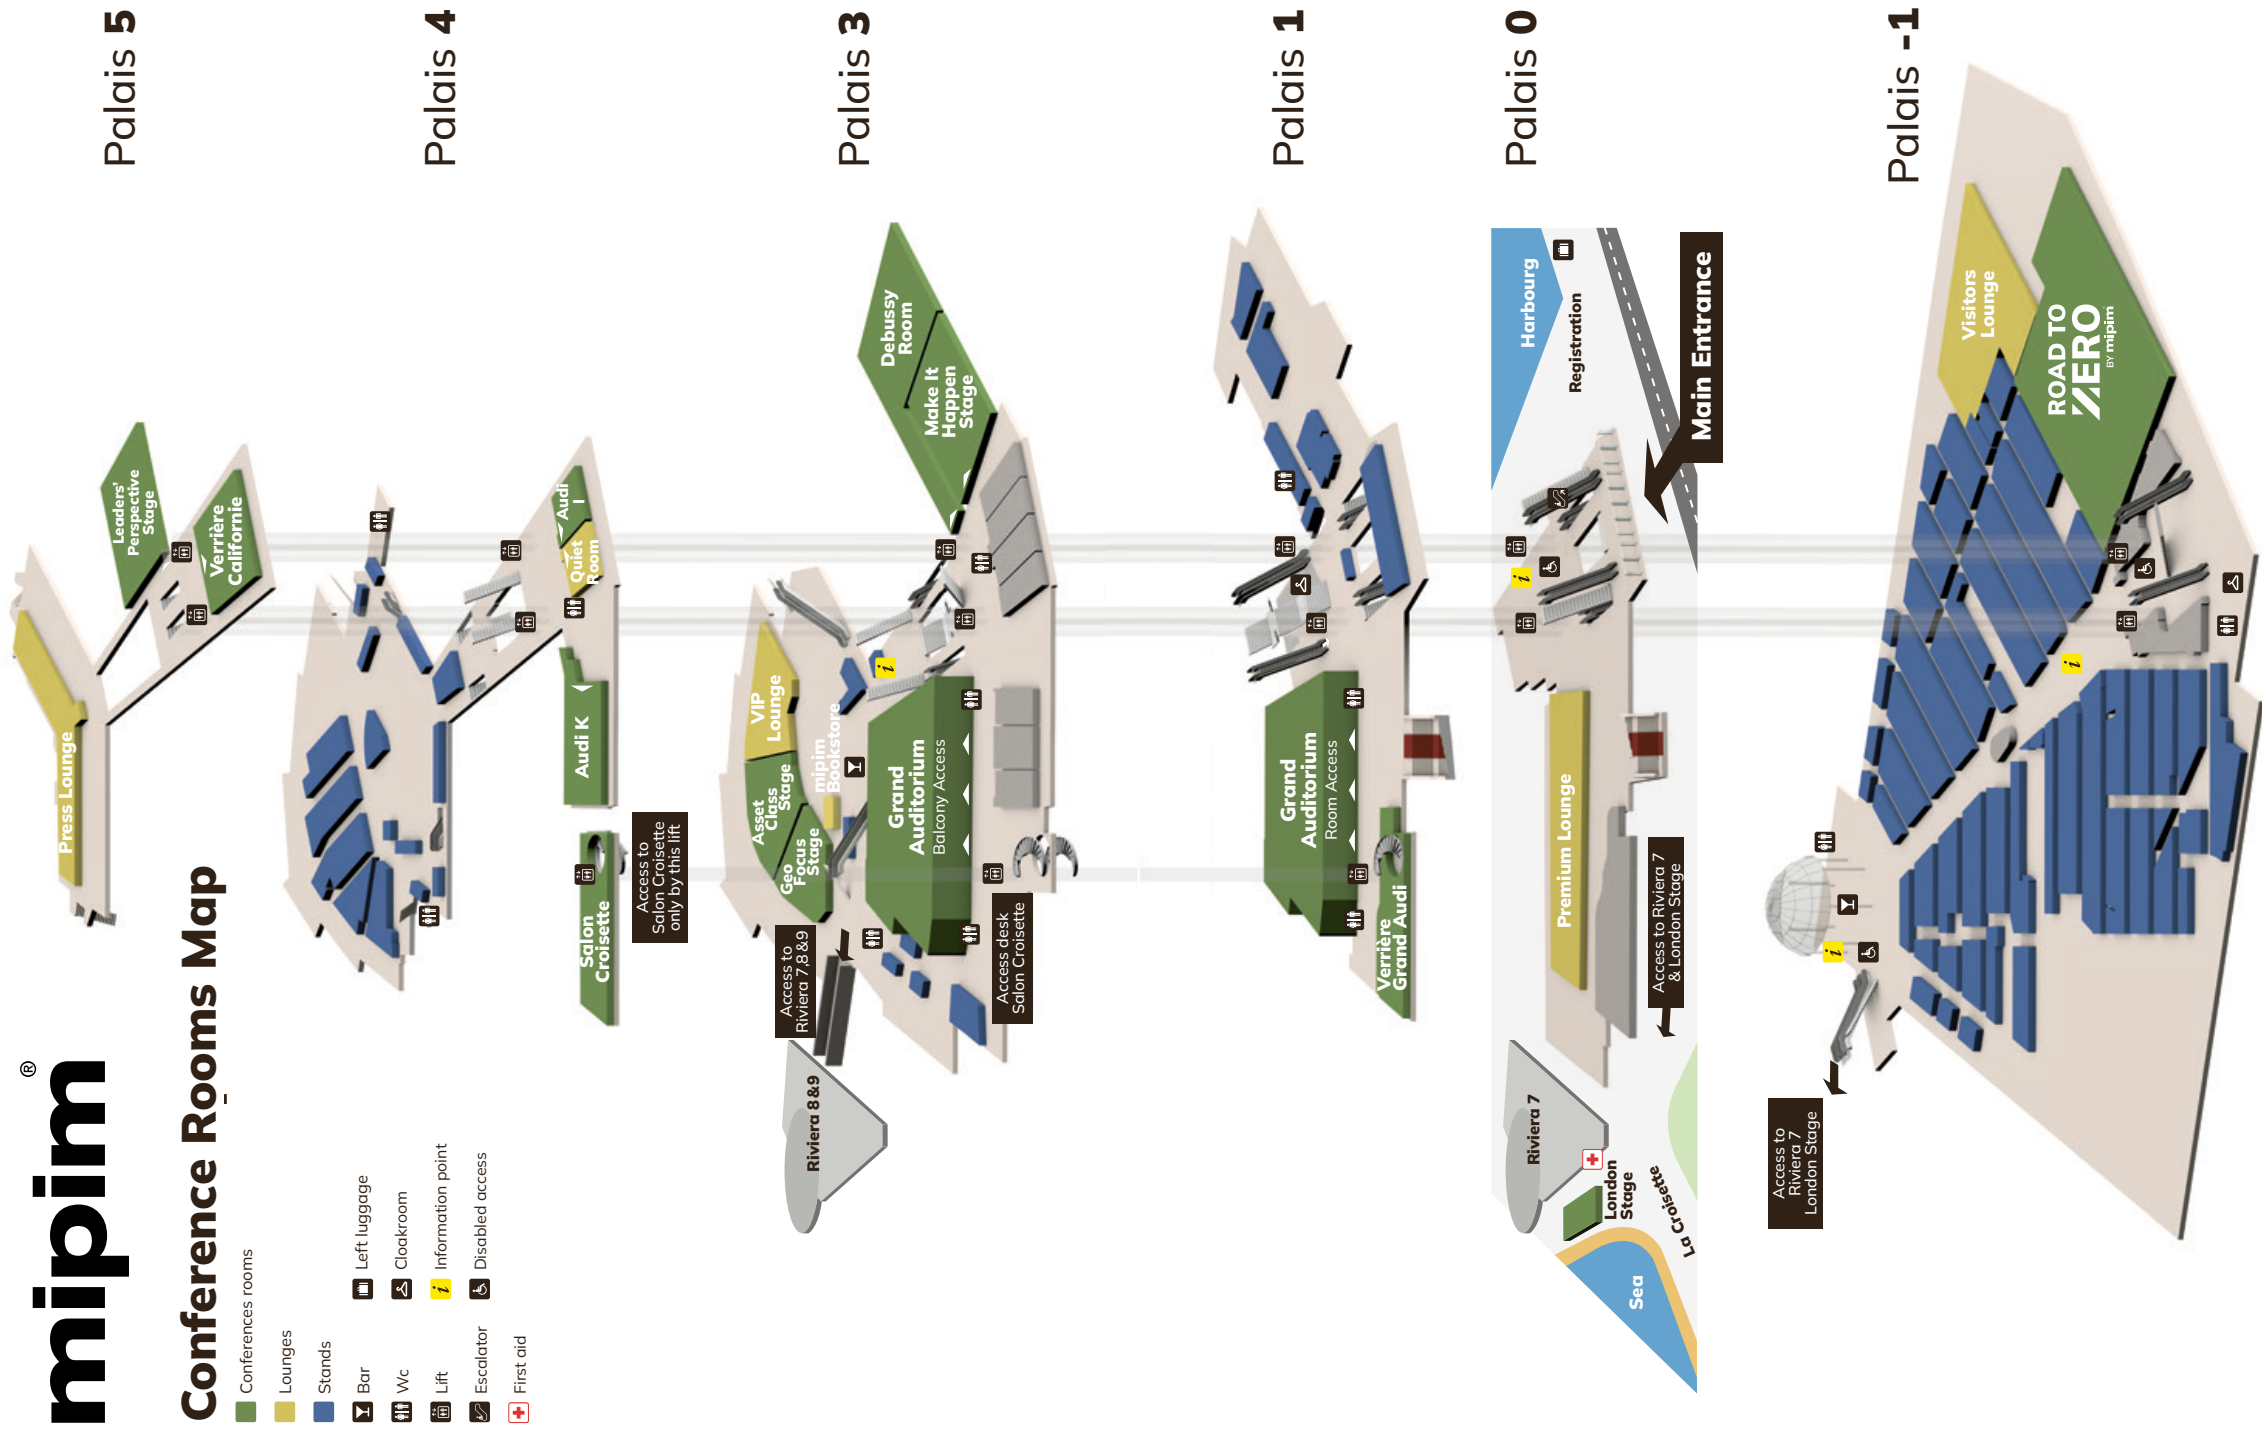 mipim®
Conference Rooms Map
Conferences rooms
Lounges
Stands
Bar
Wc
Lift
Escalator
First aid
Left luggage
Cloakroom
Information point
Disabled access
Palais 5
Press Lounge
Leaders'
Perspective
Stage
Verrière
Californie
Palais 4
Audi
I
Quiet
Room
Audi K
Salon
Croisette
Access to
Salon Croisette
only by this lift
Palais 3
Debussy
Room
Make It
Happen
Stage
VIP
Lounge
Asset
Class
Stage
Geo
Focus
Stage
mipim
Bookstore
i
Grand
Auditorium
Balcony Access
Access to
Riviera 7,8 &9
Access desk
Salon Croisette
Riviera 8&9
Palais 1
Grand
Auditorium
Room Access
Verrière
Grand Audi
Palais 0
Harbourg
Registration
Main Entrance
i
Premium Lounge
Access to Riviera 7
& London Stage
Riviera 7
London
Stage
La Croisette
Sea
Palais -1
Visitors
Lounge
ROAD TO
ZERO
BY mipim
i
i
Access to
Riviera 7
London Stage